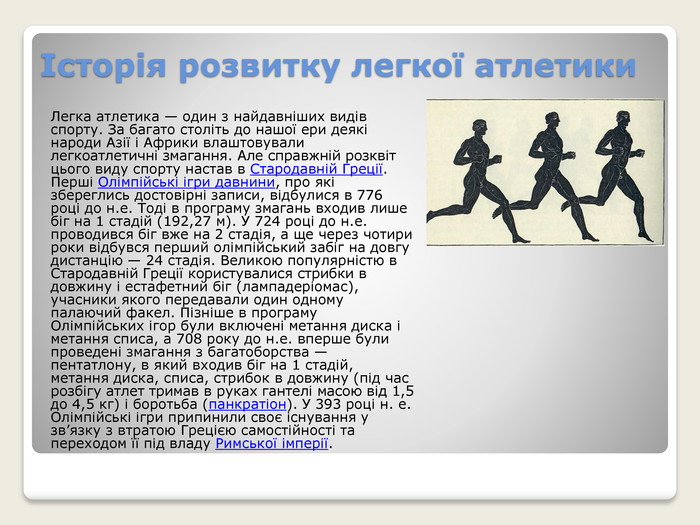 Історія розвитку легкої атлетики
Легка атлетика — один з найдавніших видів
спорту. За багато століть до нашої ери деякі
народи Азії і Африки влаштовували
легкоатлетичні змагання. Але справжній розквіт
цього виду спорту настав в Стародавній Греції.
Перші Олімпійські ігри давнини, про які
збереглись достовірні записи, відбулися в 776
році до н.е. Тоді в програму змагань входив лише
біг на 1 стадій (192,27 м). У 724 році до н.е.
проводився біг вже на 2 стадія, а ще через чотири
роки відбувся перший олімпійський забіг на довгу
дистанцію — 24 стадія. Великою популярністю в
Стародавній Греції користувалися стрибки в
довжину і естафетний біг (лампадеріомас),
учасники якого передавали один одному
палаючий факел. Пізніше в програму
Олімпійських ігор були включені метання диска і
метання списа, а 708 року до н.е. вперше були
проведені змагання з багатоборства —
пентатлону, в який входив біг на 1 стадій,
метання диска, списа, стрибок в довжину (під час
розбігу атлет тримав в руках гантелі масою від 1,5
до 4,5 кг) і боротьба (панкратіон). У 393 році н. е.
Олімпійські ігри припинили своє існування у
зв’язку з втратою Грецією самостійності та
переходом її під владу Римської імперії.